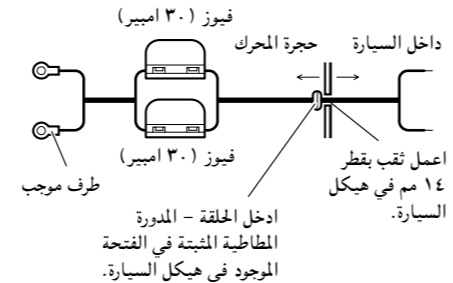 فيوز (٣٠ امبير)
داخل السيارة
حجرة المحرك
فيوز (٣٠ امبير)
طرف موجب
اعمل ثقب بقطر
١٤ مم في هيكل
السيارة.
ادخل الحلقة – المدورة
المطاطية المثبتة في الفتحة
الموجود في هيكل السيارة.